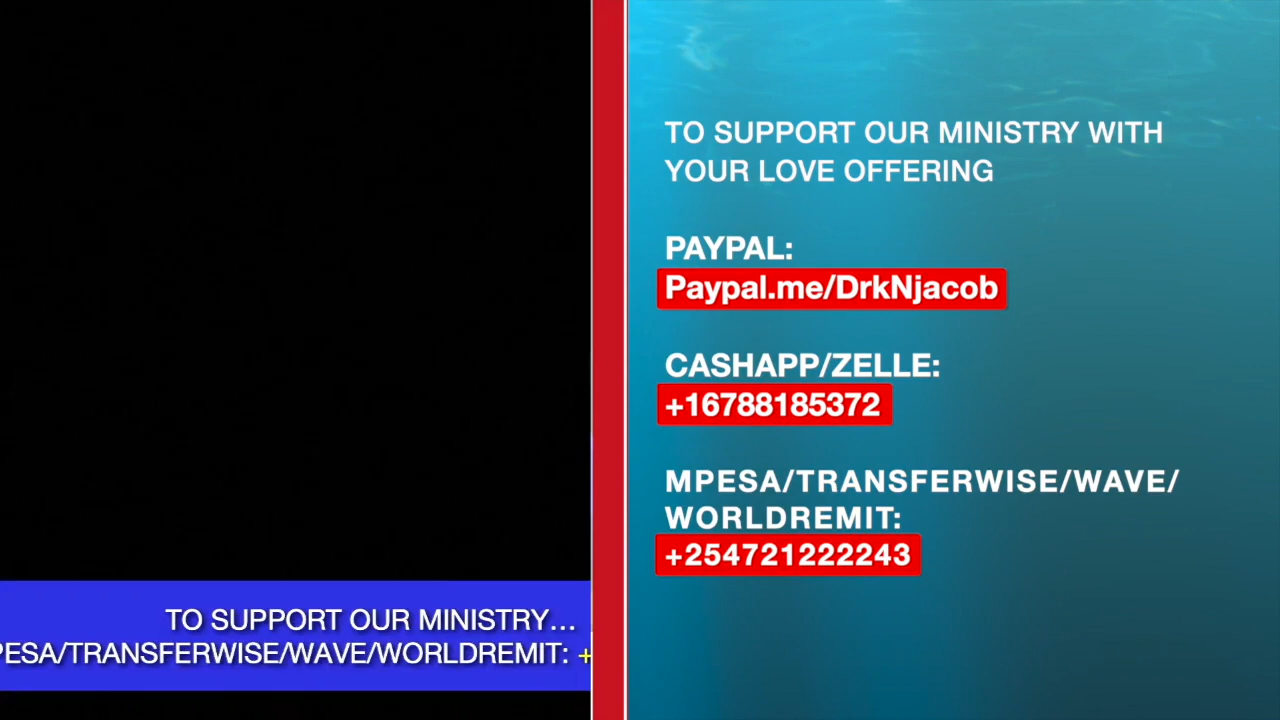 TO SUPPORT OUR MINISTRY WITH
YOUR LOVE OFFERING
PAYPAL:
Paypal.me/DrkNjacob
CASHAPP/ZELLE:
+16788185372
MPESA/TRANSFERWISE/WAVE/
WORLDREMIT:
+254721222243
TO SUPPORT OUR MINISTRY...
PESA/TRANSFERWISE/WAVE/WORLDREMIT: +